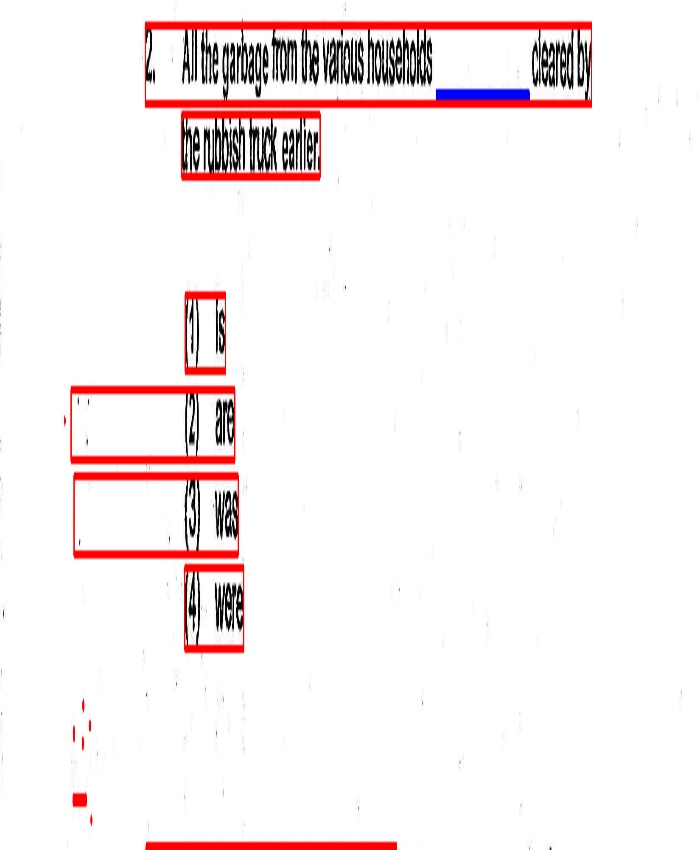 2. All the garbage from the various households ______ cleared by
the rubbish truck earlier.
(1) is
(2) are
(3) was
(4) were